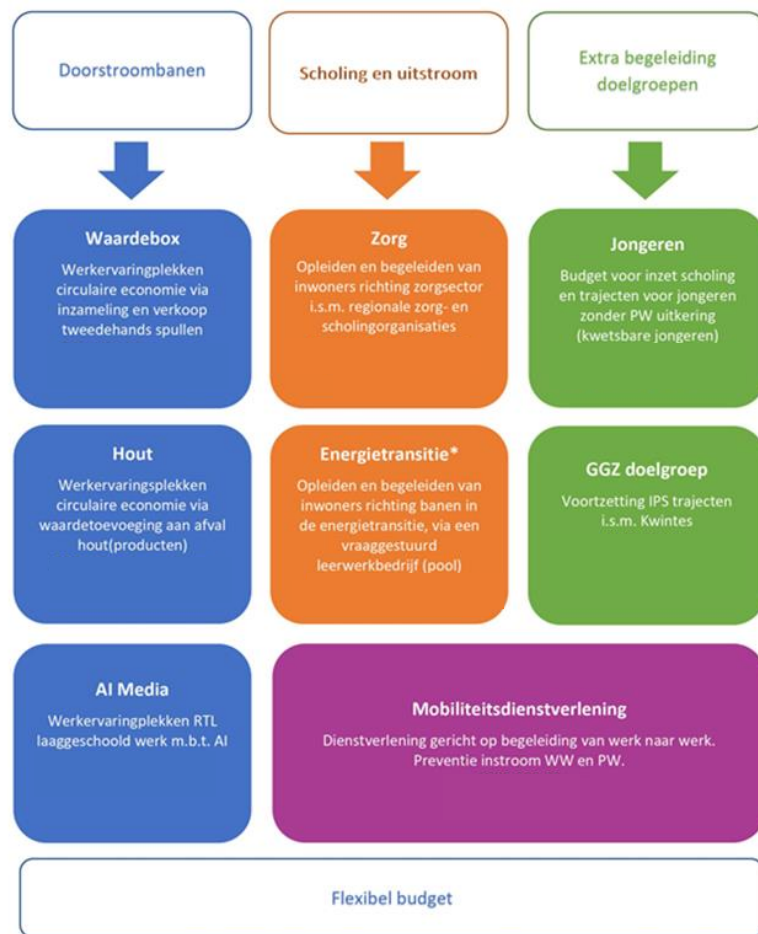 Doorstroombanen
Scholing en uitstroom
Extra begeleiding
doelgroepen
Waardebox
Werkervaringplekken
circulaire economie via
inzameling en verkoop
tweedehands spullen
Zorg
Opleiden en begeleiden van
inwoners richting zorgsector
i.s.m. regionale zorg- en
scholingorganisaties
Jongeren
Budget voor inzet scholing
en trajecten voor jongeren
zonder PW uitkering
(kwetsbare jongeren)
Hout
Werkervaringsplekken
circulaire economie via
waardetoevoeging aan afval
hout(producten)
Energietransitie*
Opleiden en begeleiden van
inwoners richting banen in
de energietransitie, via een
vraaggestuurd
leerwerkbedrijf (pool)
GGZ doelgroep
Voortzetting IPS trajecten
i.s.m. Kwintes
AI Media
Werkervaringplekken RTL
laaggeschoold werk m.b.t. AI
Mobiliteitsdienstverlening
Dienstverlening gericht op begeleiding van werk naar werk.
Preventie instroom WW en PW.
Flexibel budget